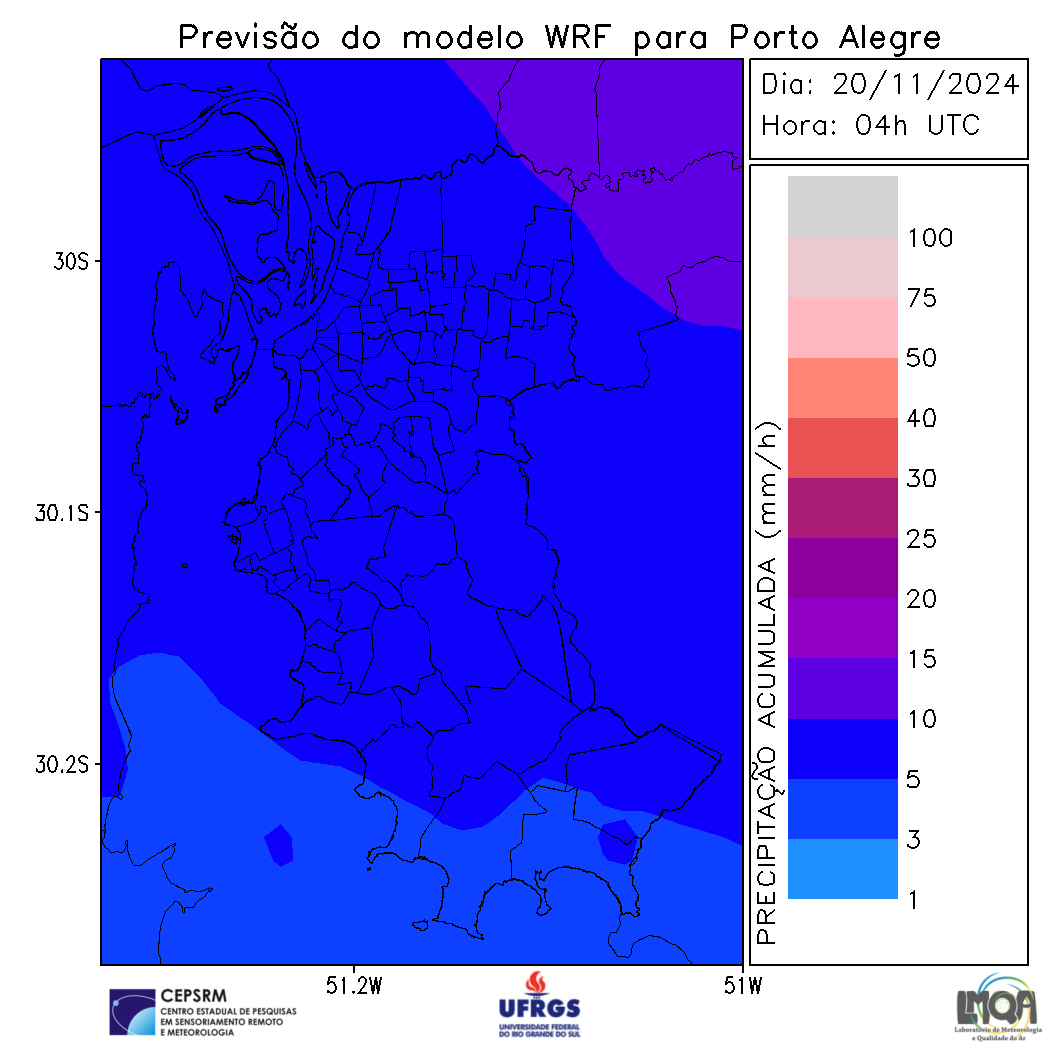 Previsão do modelo WRF para Porto Alegre
Dia: 20/11/2024
Hora: 04h UTC
30S
30.1S
30.2S
51.2W
51W
PRECIPITAÇÃO ACUMULADA (mm/h)
100
75
50
40
30
25
20
15
10
5
3
1
CEPSRM
CENTRO ESTADUAL DE PESQUISAS
EM SENSORIAMENTO REMOTO
E METEOROLOGIA
UFRGS
UNIVERSIDADE FEDERAL
DO RIO GRANDE DO SUL
LMQA
Laboratório de Meteorologia
e Qualidade do Ar